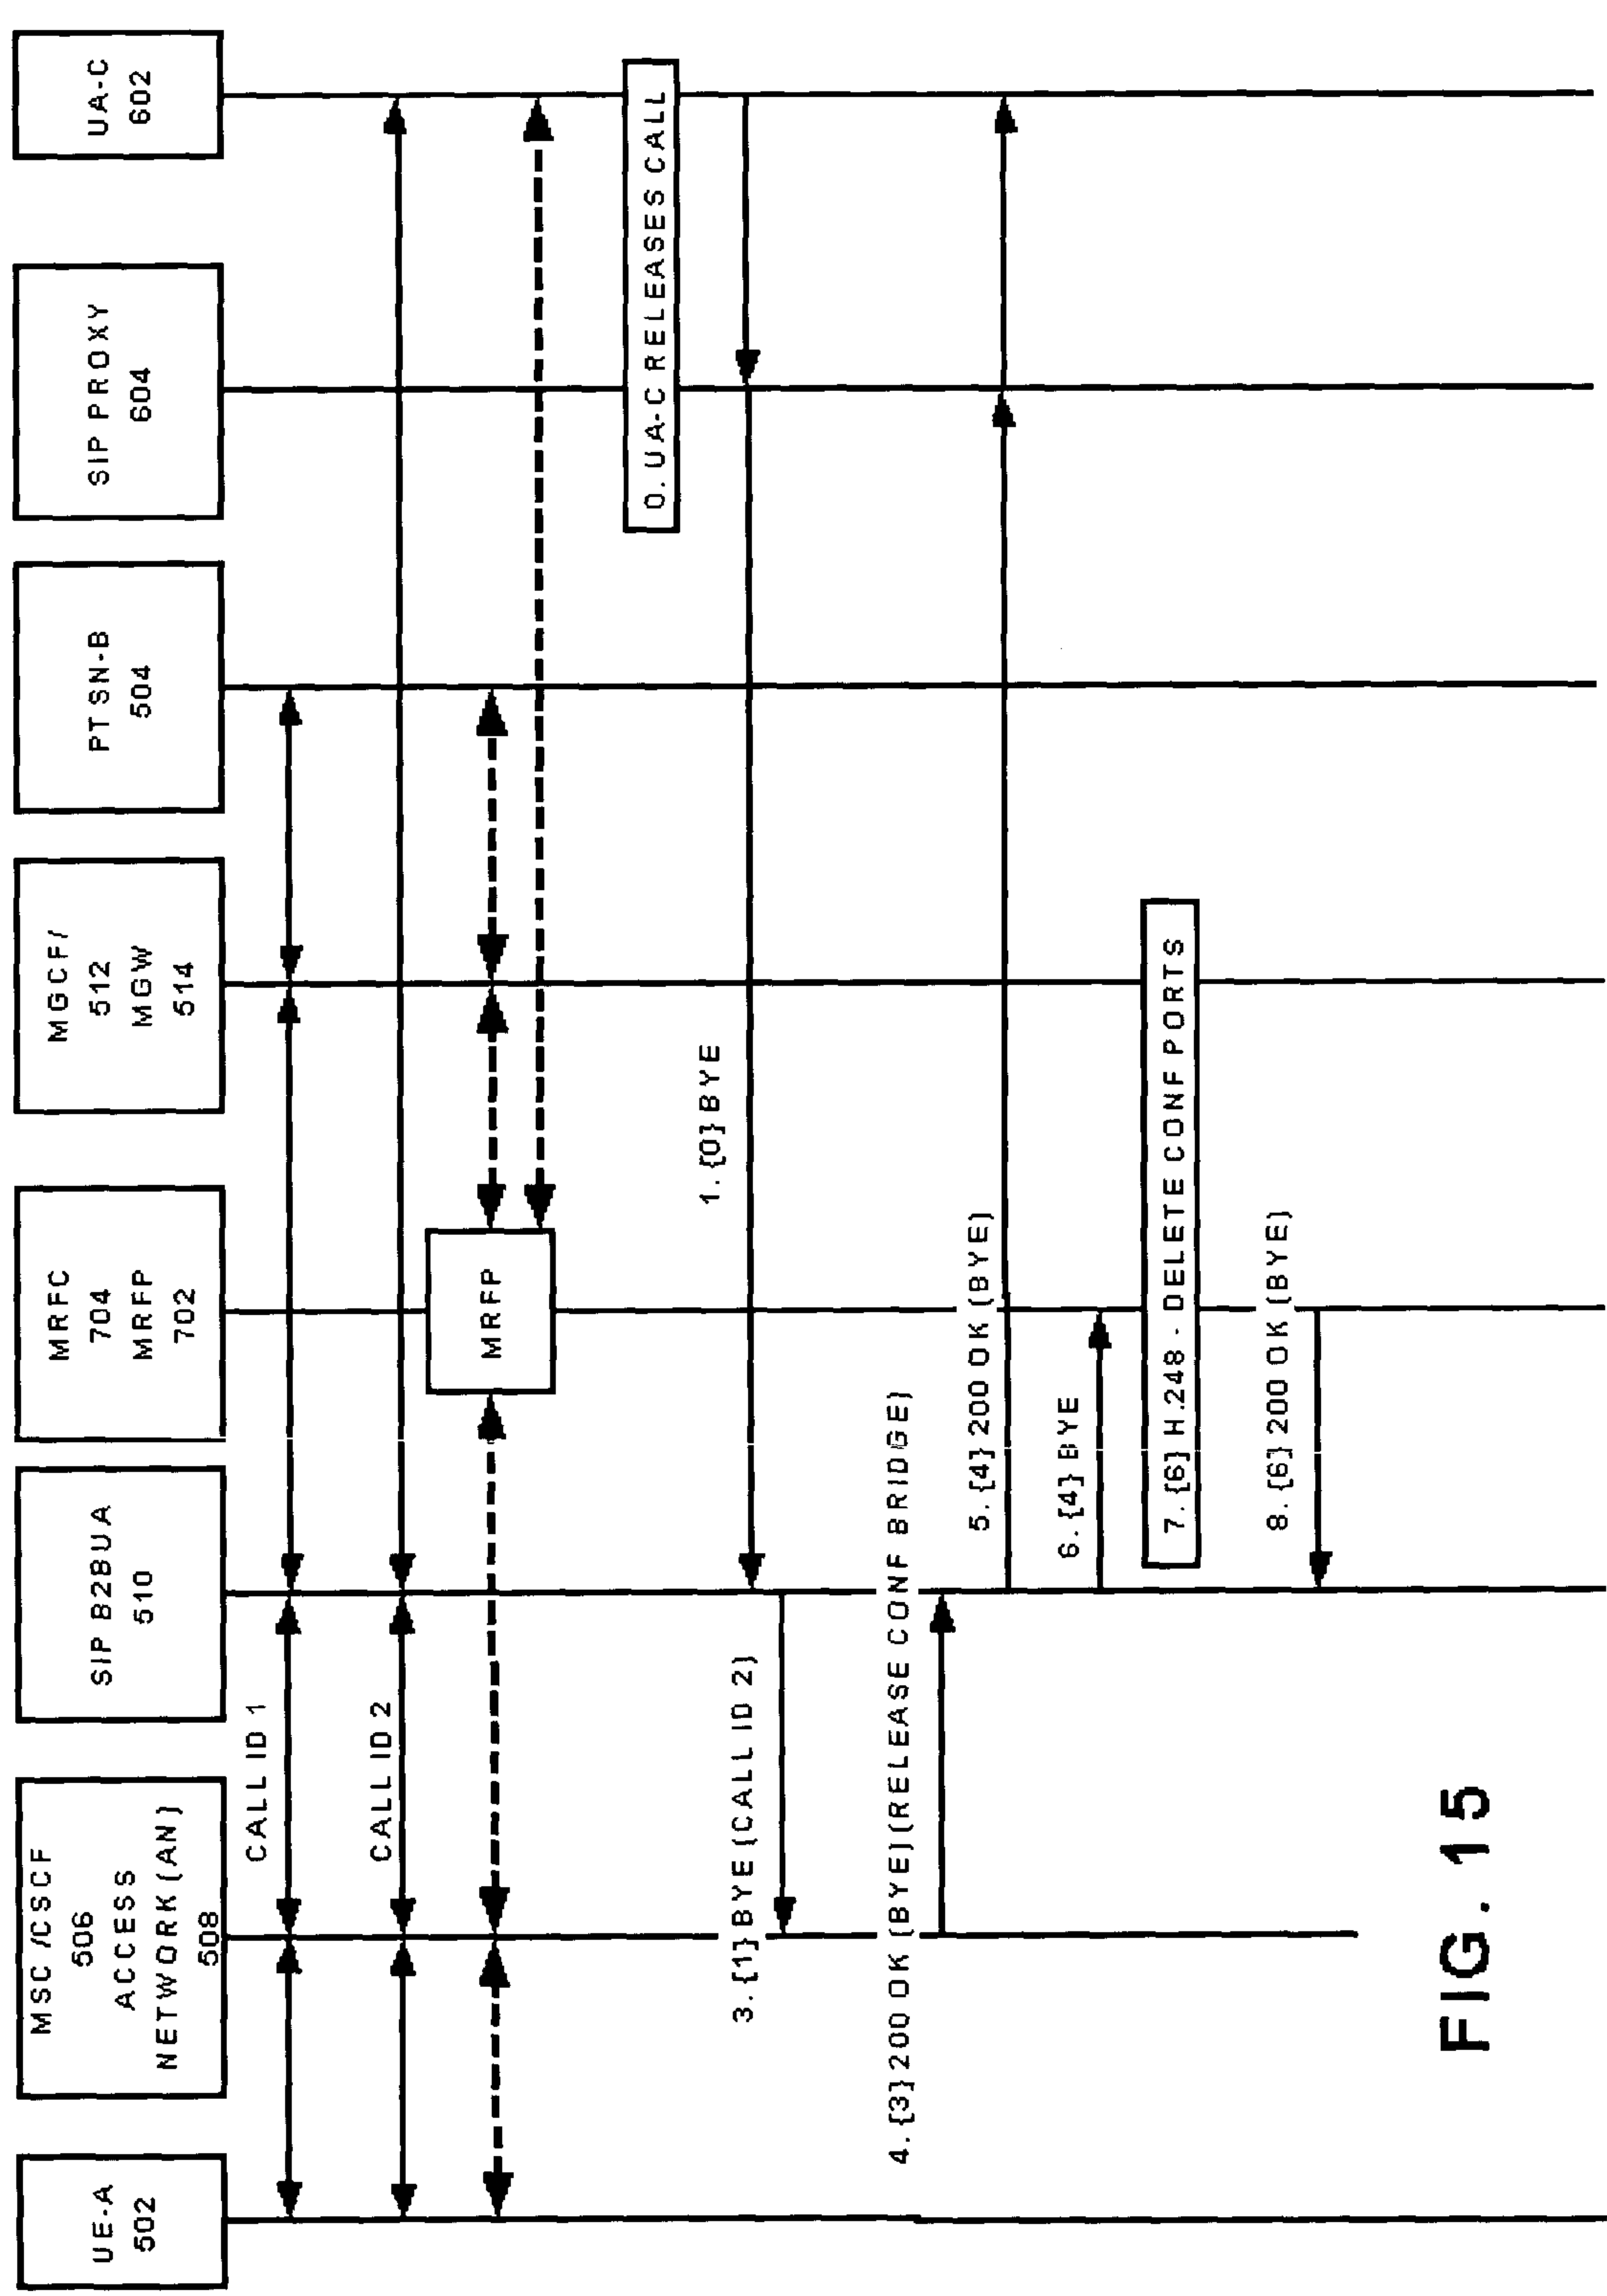 UE-A
502
MSC /CSCF
506
ACCESS
NETWORK (AN)
508
SIP B2BUA
510
MRFC
704
MRFP
702
MGCF/
512
MGW
514
PTSN-B
504
SIP PROXY
604
UA-C
602
CALL ID 1
CALL ID 2
MRFP
0. UA-C RELEASES CALL
1. {0} BYE
3. {1} BYE (CALL ID 2)
4. {3} 200 OK (BYE) (RELEASE CONF BRIDGE)
5. {4} 200 OK (BYE)
6. {4} BYE
7. {6} H.248 - DELETE CONF PORTS
8. {6} 200 OK (BYE)
FIG. 15